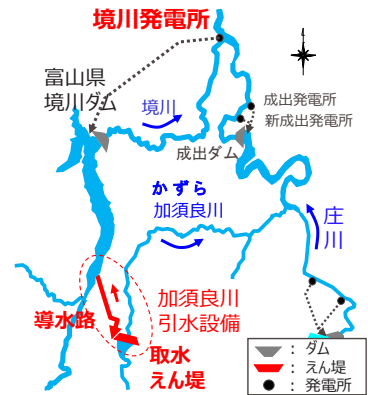 境川発電所
富山県
境川ダム
境川
成出発電所
新成出発電所
成出ダム
かずら
加須良川
庄
川
加須良川
引水設備
導水路
取水
えん堤
：ダム
：えん堤
：発電所